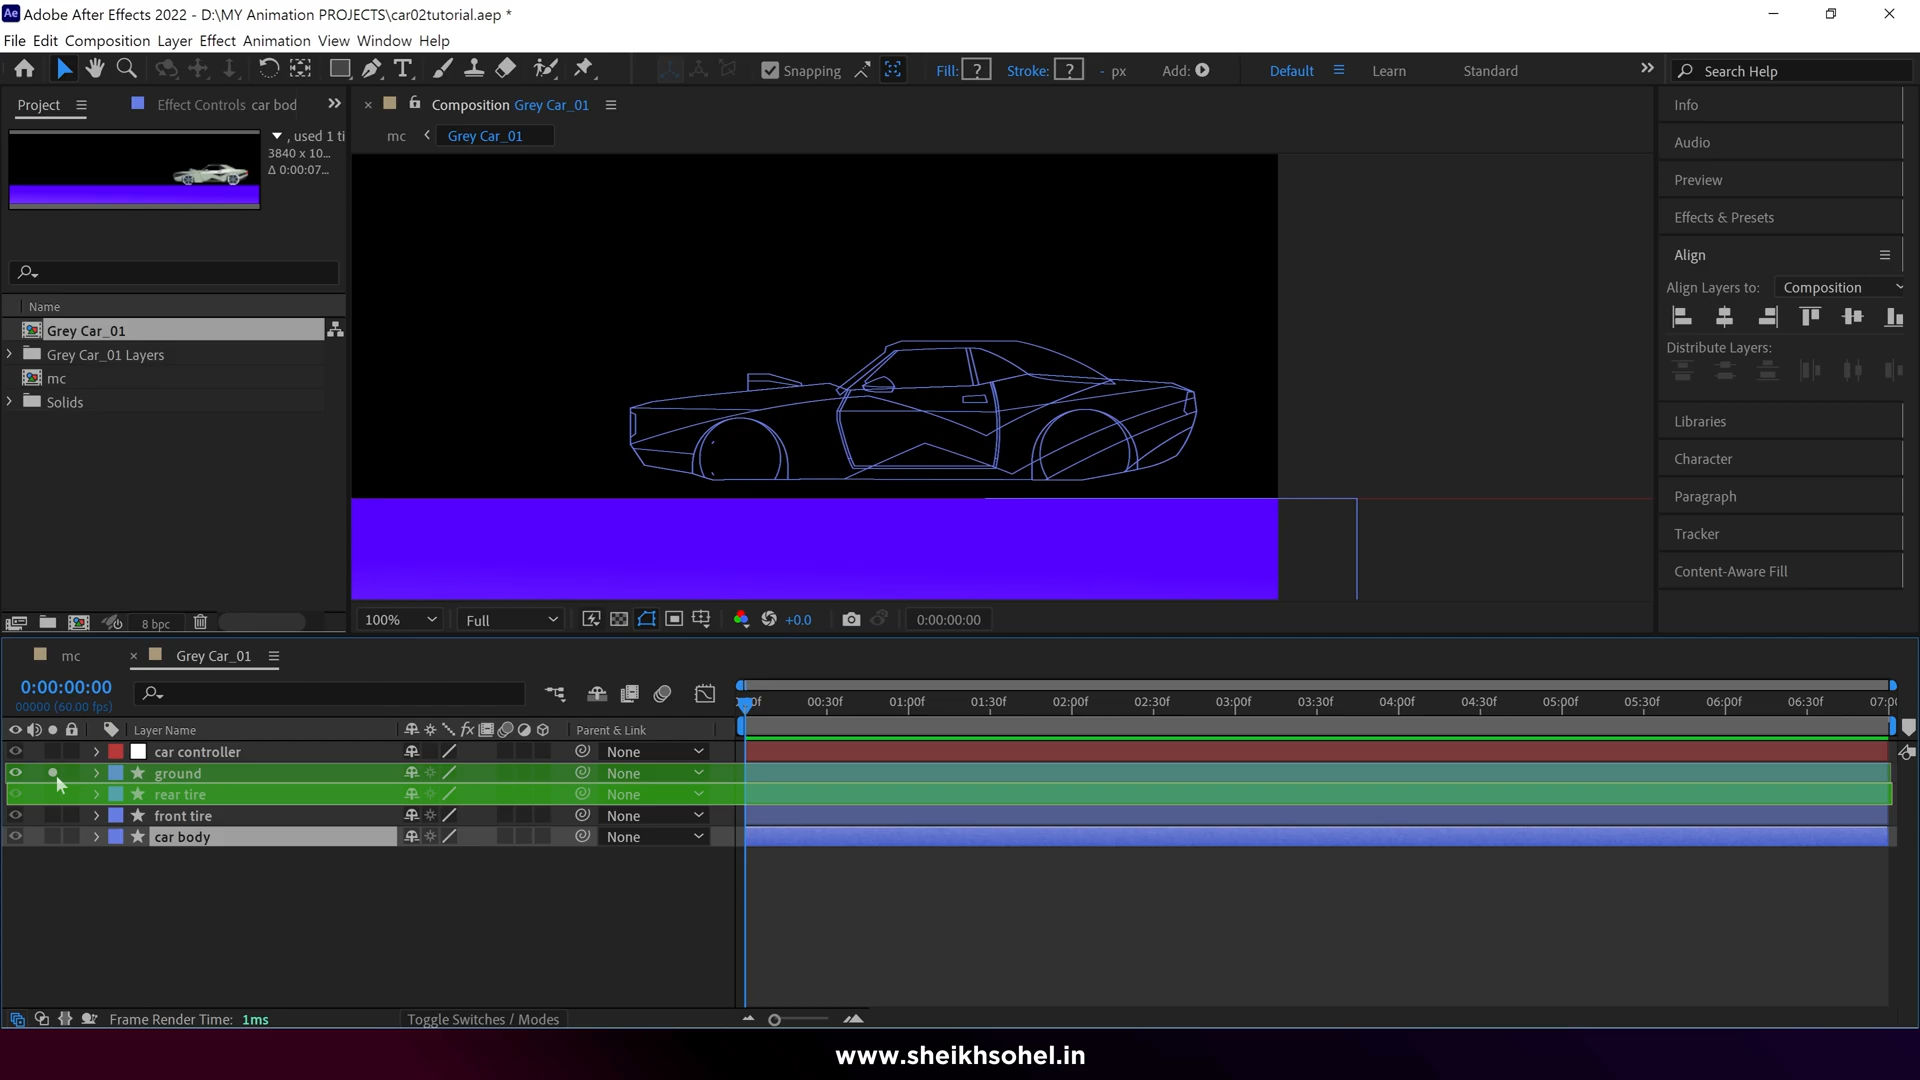 Ae Adobe After Effects 2022 - D:\MY Animation PROJECTS\car02tutorial.aep *
File Edit Composition Layer Effect Animation View Window Help
Snapping Fill: ? Stroke: ? - px Add: Default Learn Standard Search Help
Project Effect Controls car bod
Composition Grey Car_01
, used 1 ti
3840 x 10...
Δ 0:00:07...
mc Grey Car_01
Name
Grey Car_01
Grey Car_01 Layers
mc
Solids
8 bpc
100% Full +0.0 0:00:00:00
Info
Audio
Preview
Effects & Presets
Align
Align Layers to: Composition
Distribute Layers:
Libraries
Character
Paragraph
Tracker
Content-Aware Fill
mc Grey Car_01
0:00:00:00
00000 (60.00 fps)
00f 00:30f 01:00f 01:30f 02:00f 02:30f 03:00f 03:30f 04:00f 04:30f 05:00f 05:30f 06:00f 06:30f 07:00
Layer Name fx Parent & Link
car controller None
ground None
rear tire None
front tire None
car body None
Frame Render Time: 1ms Toggle Switches / Modes
www.sheikhsohel.in